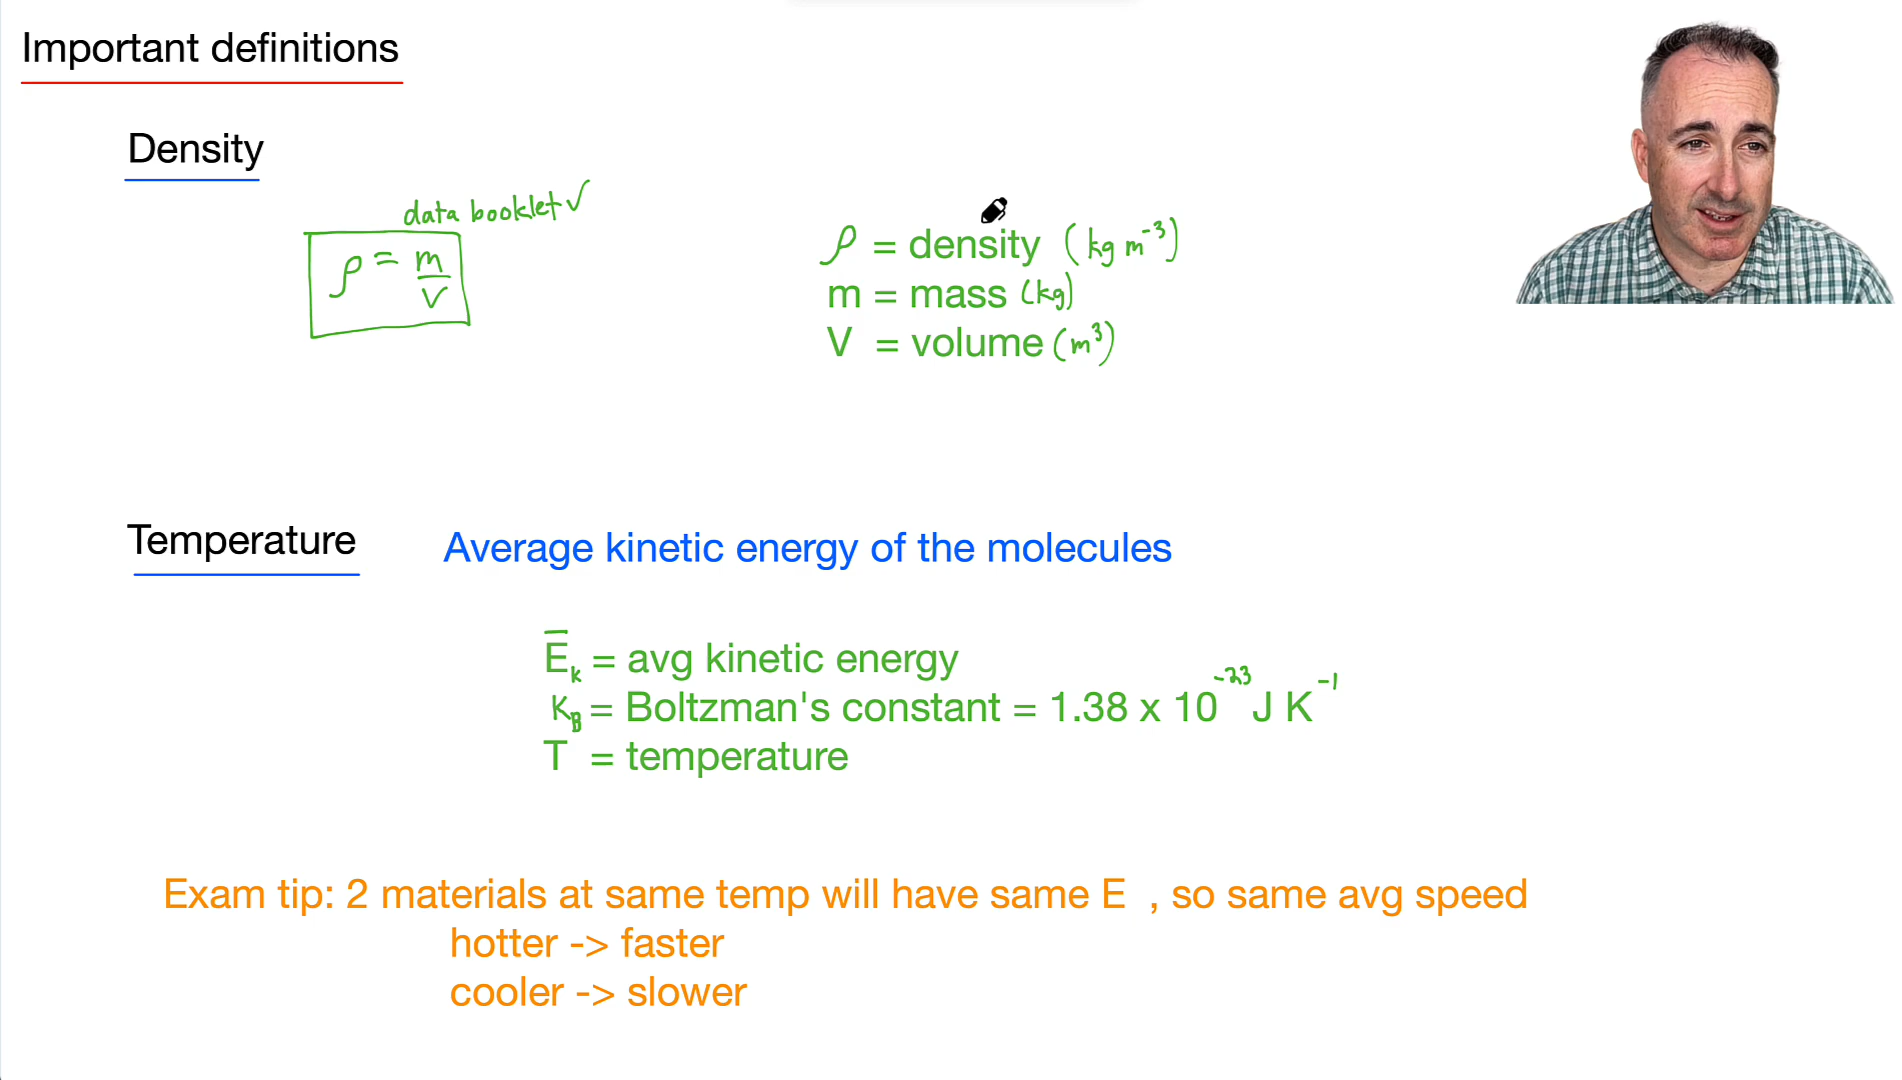 Important definitions
Density
data booklet ✓
ρ = m/V
ρ = density (kg m⁻³)
m = mass (kg)
V = volume (m³)
Temperature
Average kinetic energy of the molecules
E̅ₖ = avg kinetic energy
K_B = Boltzman's constant = 1.38 x 10⁻²³ J K⁻¹
T = temperature
Exam tip: 2 materials at same temp will have same E , so same avg speed
hotter -> faster
cooler -> slower